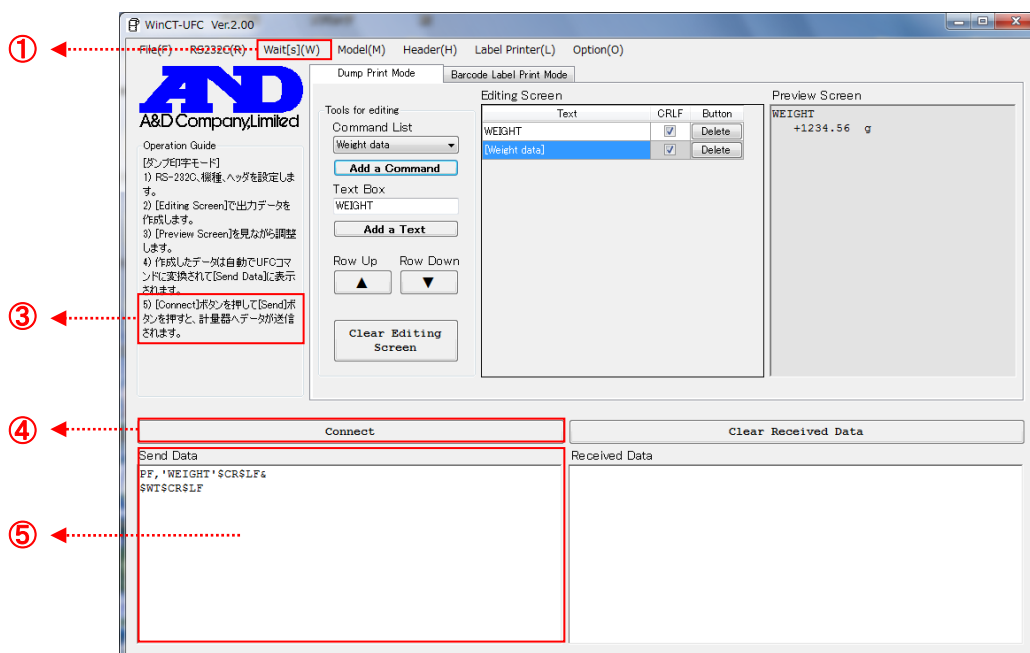 WinCT-UFC Ver.2.00
①
File(F) RS232C(R) Wait[s](W) Model(M) Header(H) Label Printer(L) Option(O)
AND
A&D Company,Limited
Operation Guide
[ダンプ印字モード]
1) RS-232C、機種、ヘッダを設定しま
す。
2) [Editing Screen]で出力データを
作成します。
3) [Preview Screen]を見ながら調整
します。
4) 作成したデータは自動でUFCコマ
ンドに変換されて[Send Data]に表示
されます。
③
5) [Connect]ボタンを押して[Send]ボ
タンを押すと、計量器へデータが送信
されます。
Dump Print Mode Barcode Label Print Mode
Tools for editing
Command List
Weight data
Add a Command
Text Box
WEIGHT
Add a Text
Row Up Row Down
▲ ▼
Clear Editing
Screen
Editing Screen
Text CRLF Button
WEIGHT Delete
[Weight data] Delete
Preview Screen
WEIGHT
+1234.56 g
④
Connect Clear Received Data
Send Data
PF,'WEIGHT'$CR$LF&
$WT$CR$LF
⑤
Received Data